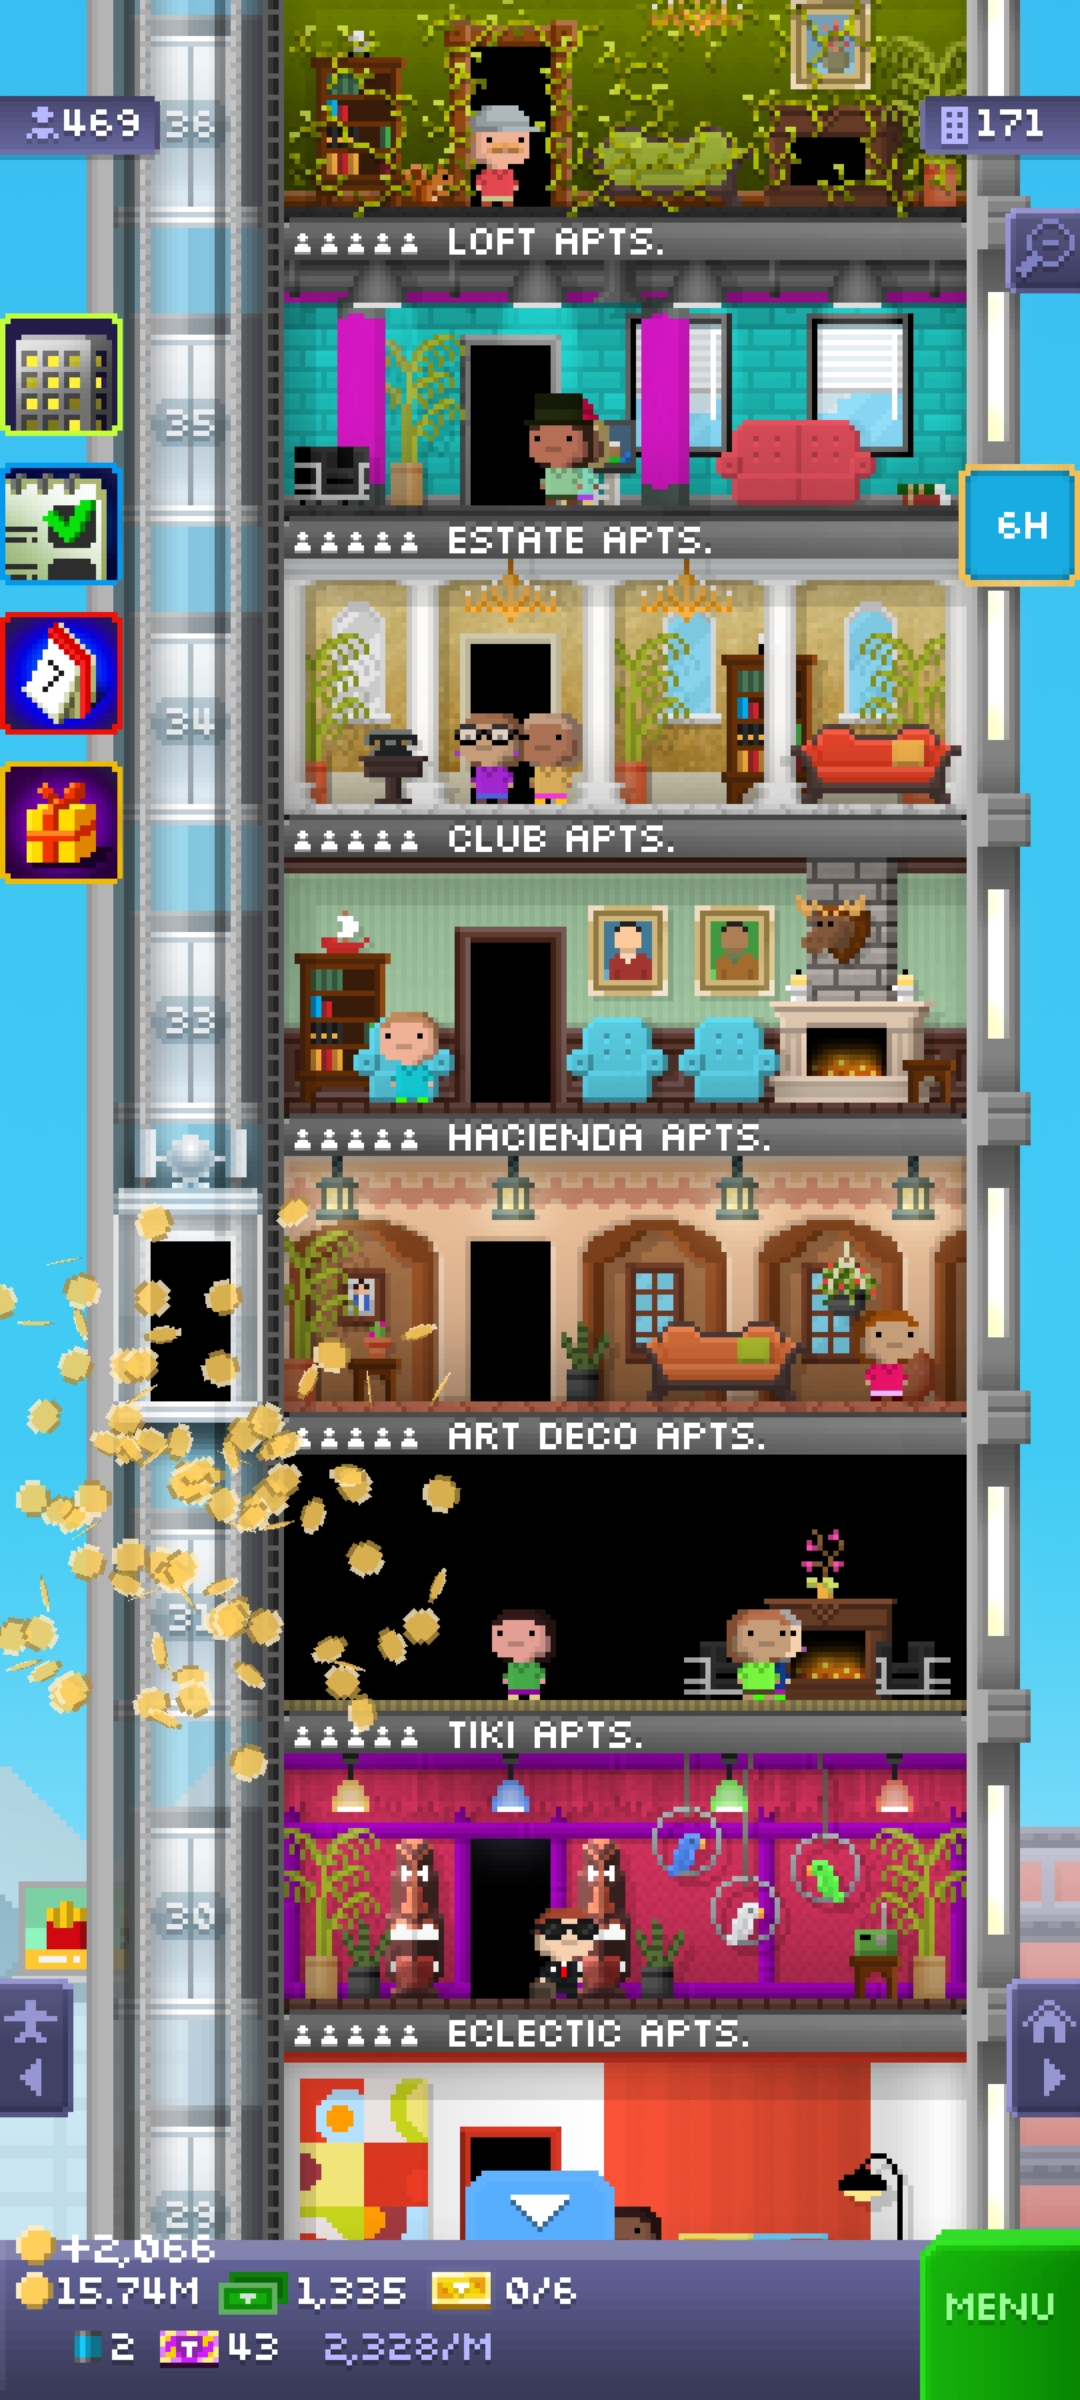 469
36
171
LOFT APTS.
35
6H
ESTATE APTS.
34
CLUB APTS.
33
HACIENDA APTS.
ART DECO APTS.
31
TIKI APTS.
30
ECLECTIC APTS.
29
+2,066
15.74M 1,335 0/6
MENU
2 T 43 2,328/M